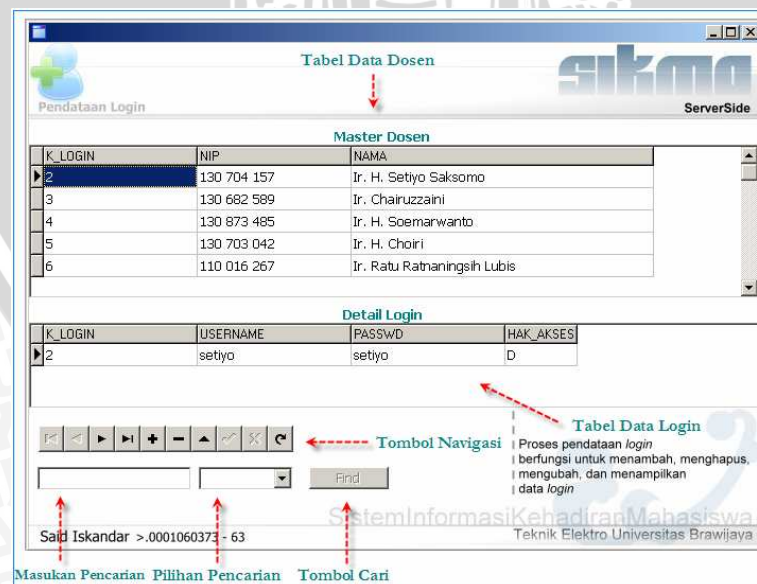 Tabel Data Dosen
sikma
Pendataan Login
ServerSide
Master Dosen
K_LOGIN NIP NAMA
2 130 704 157 Ir. H. Setiyo Saksomo
3 130 682 589 Ir. Chairuzzaini
4 130 873 485 Ir. H. Soemarwanto
5 130 703 042 Ir. H. Choiri
6 110 016 267 Ir. Ratu Ratnaningsih Lubis
Detail Login
K_LOGIN USERNAME PASSWD HAK_AKSES
2 setiyo setiyo D
Tabel Data Login
Tombol Navigasi
Proses pendataan login
berfungsi untuk menambah, menghapus,
mengubah, dan menampilkan
data login
Find
SistemInformasiKehadiranMahasiswa
Said Iskandar >.0001060373 - 63
Teknik Elektro Universitas Brawijaya
Masukan Pencarian Pilihan Pencarian Tombol Cari